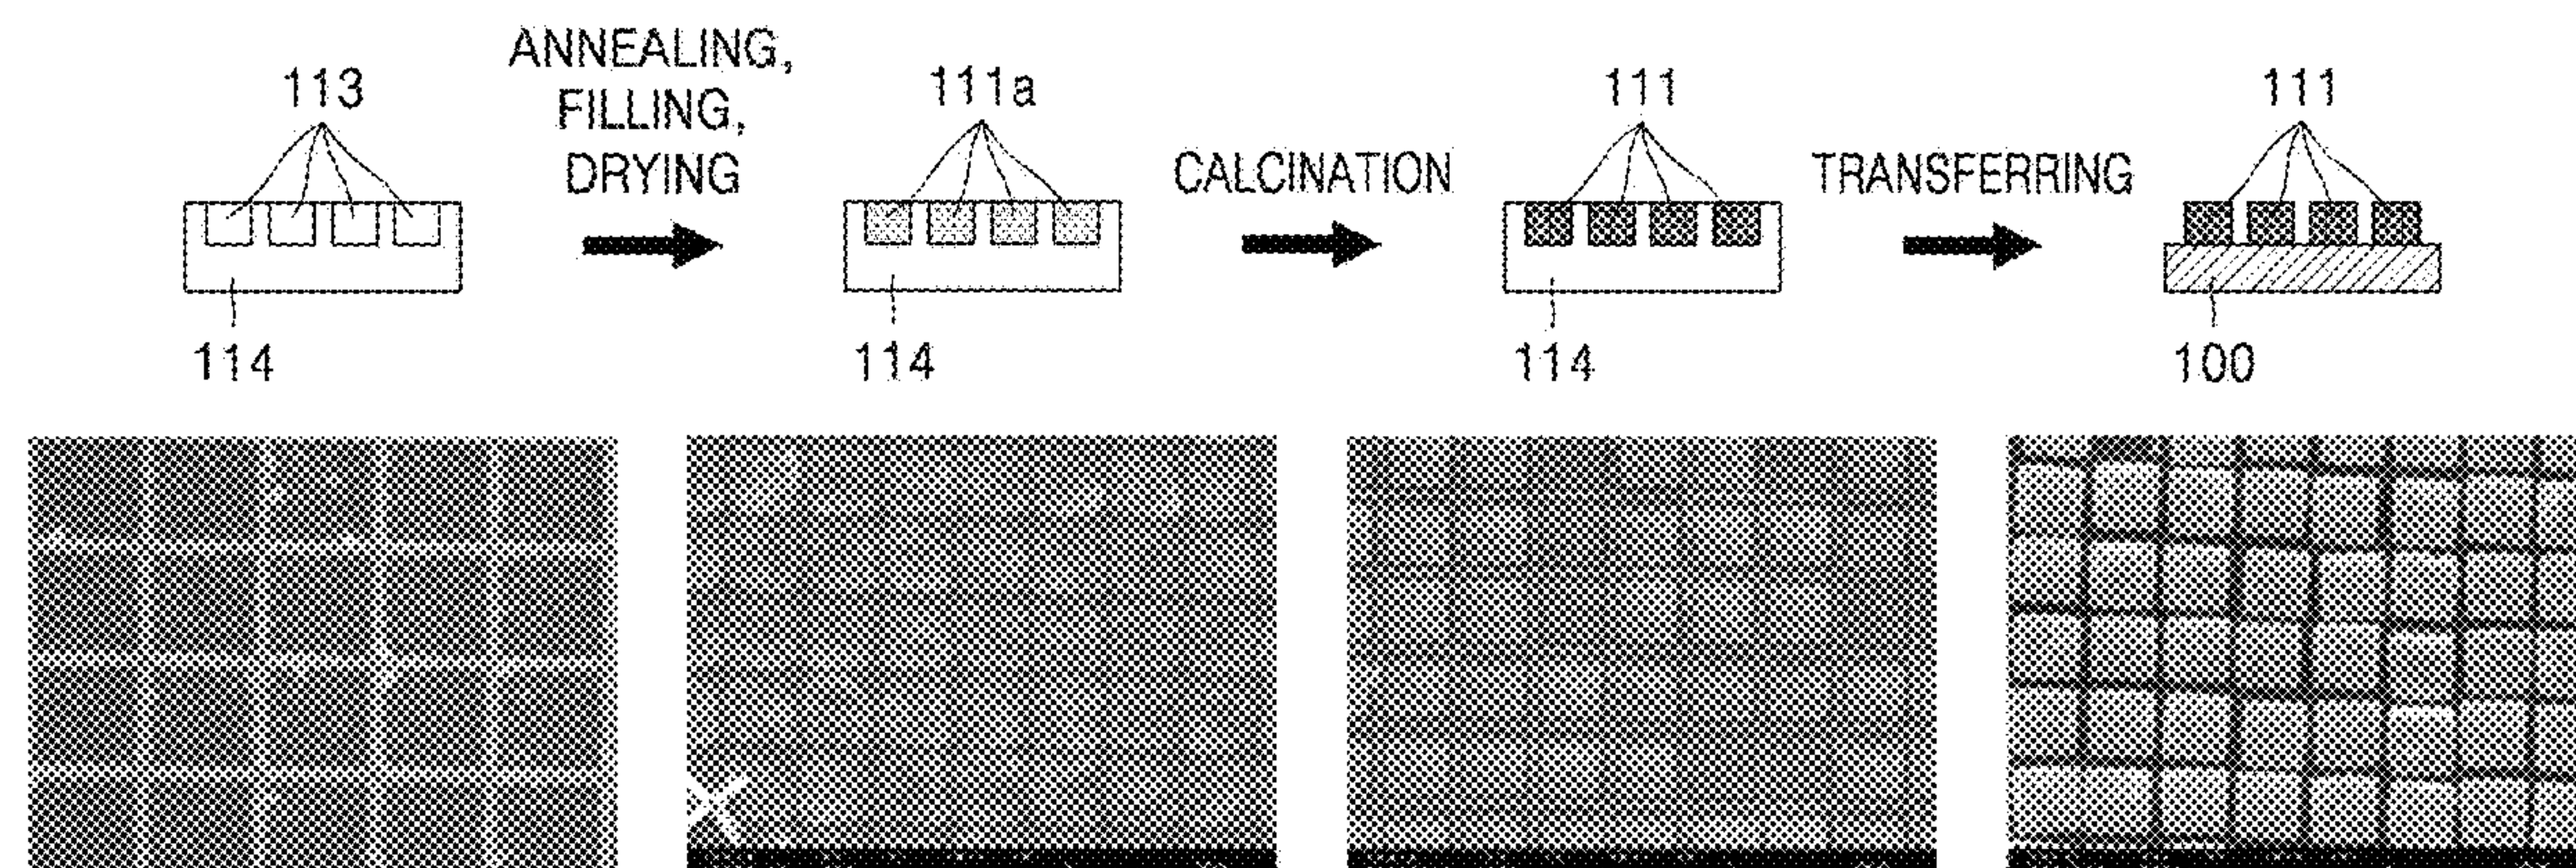 113
ANNEALING,
FILLING,
DRYING
111a
CALCINATION
111
TRANSFERRING
111
114
114
114
100